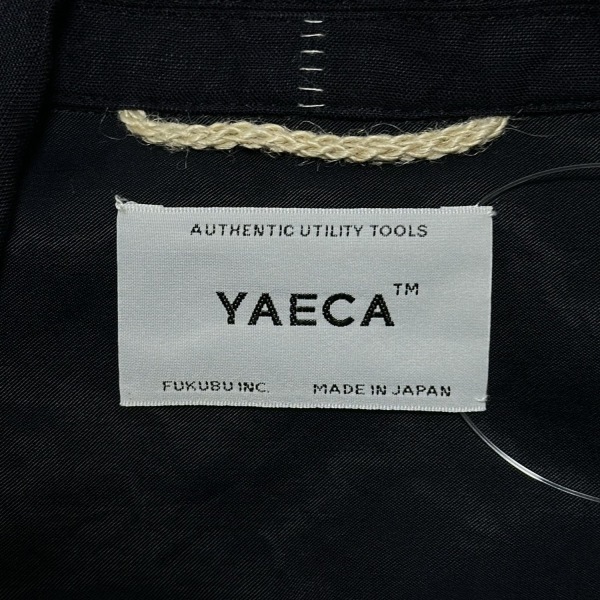 AUTHENTIC UTILITY TOOLS
YAECA™
FUKUBU INC. MADE IN JAPAN